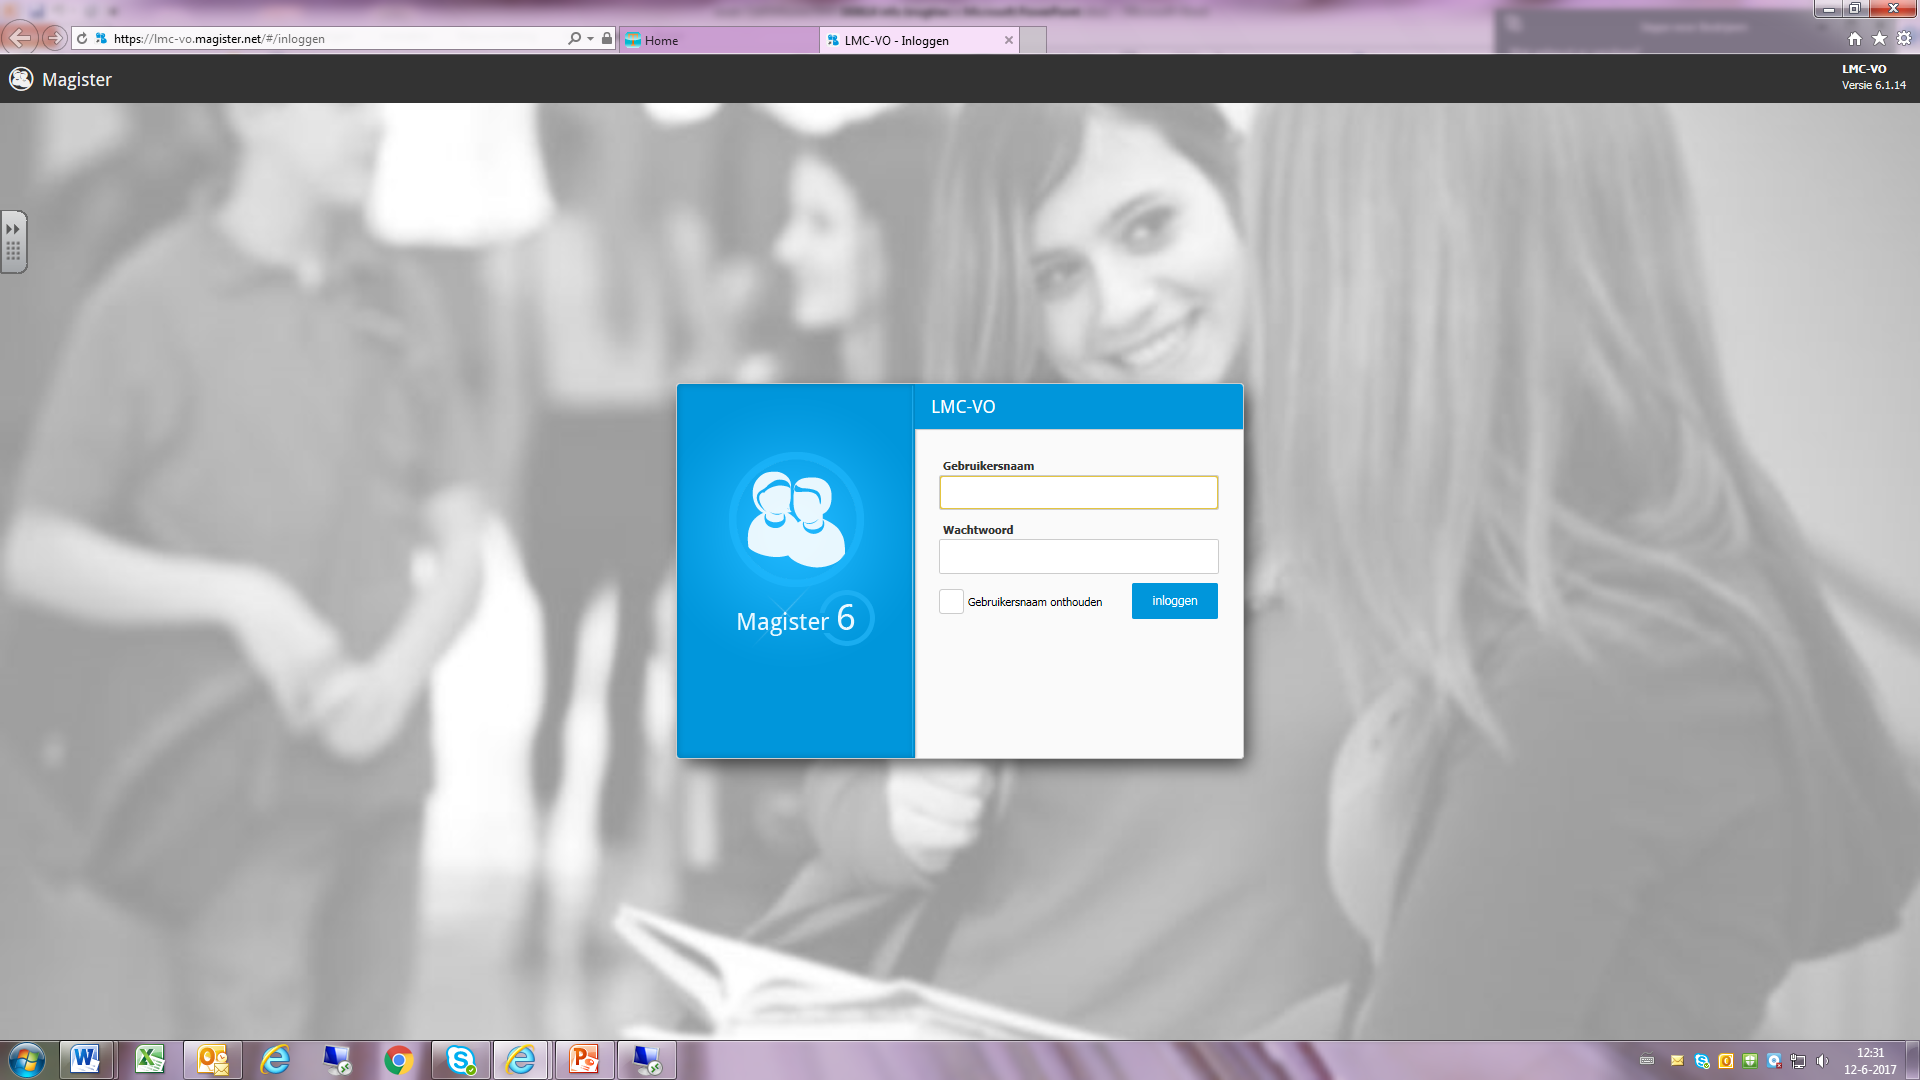 https://lmc-vo.magister.net/#/inloggen
Home
LMC-VO - Inloggen
Magister
LMC-VO
Versie 6.1.14
LMC-VO
Gebruikersnaam
Wachtwoord
Gebruikersnaam onthouden
inloggen
Magister 6
12:31
12-6-2017